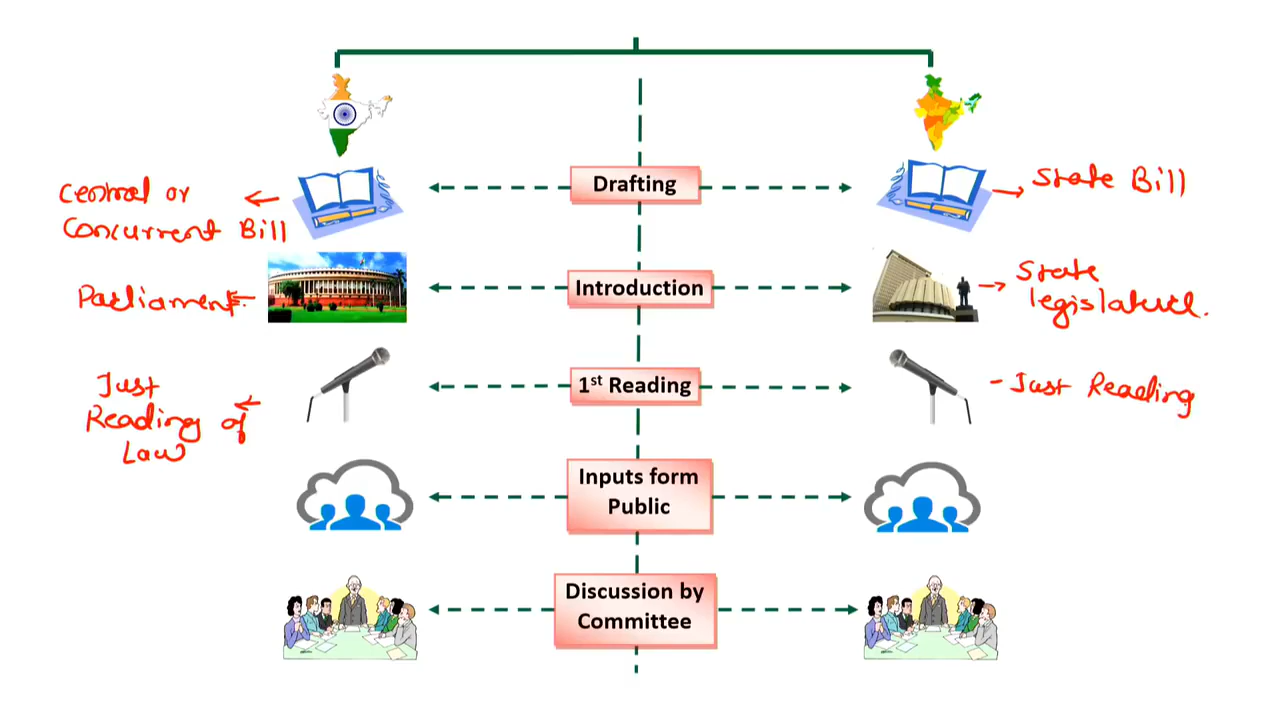 Drafting
Central or
Concurrent Bill
State Bill
Introduction
Parliament
State
legislature.
1st Reading
Just
Reading of
Law
- Just Reading
Inputs form
Public
Discussion by
Committee